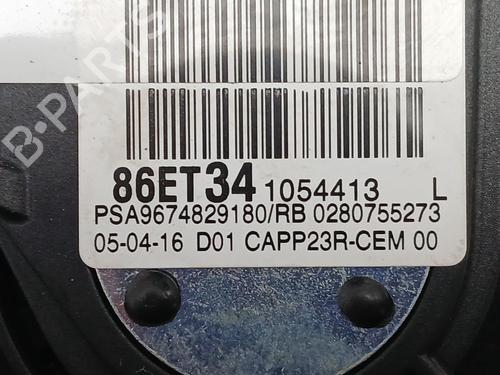 B-PARTS
86ET34 1054413 L
PSA9674829180/RB 0280755273
05-04-16 D01 CAPP23R-CEM 00